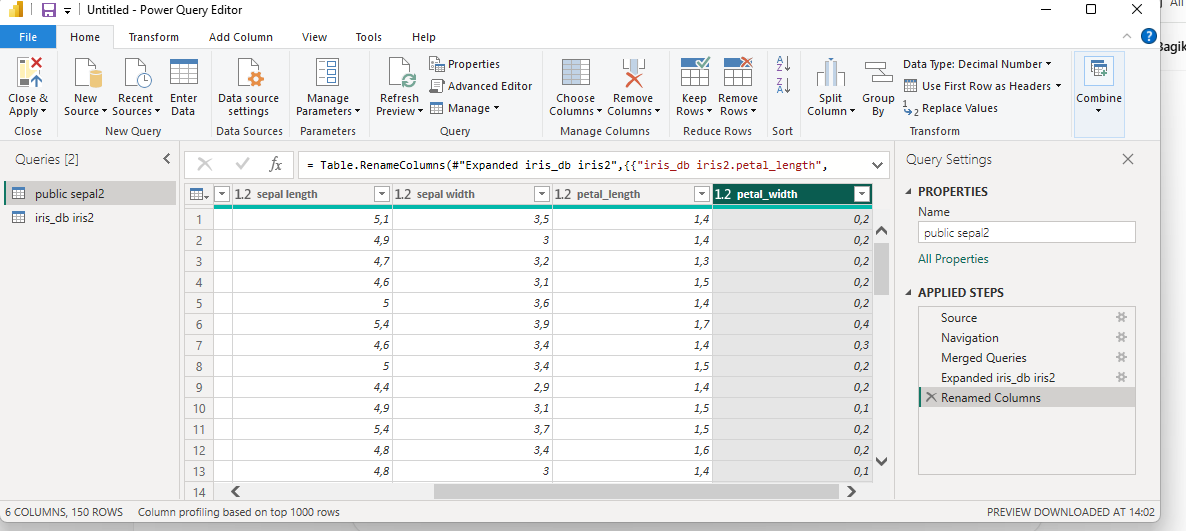 Untitled - Power Query Editor
All
File Home Transform Add Column View Tools Help
Bagik
Close & Apply
New Source
Recent Sources
Enter Data
Data source settings
Manage Parameters
Refresh Preview
Properties
Advanced Editor
Manage
Choose Columns
Remove Columns
Keep Rows
Remove Rows
Split Column
Group By
Data Type: Decimal Number
Use First Row as Headers
Replace Values
Combine
Close New Query Data Sources Parameters Query Manage Columns Reduce Rows Sort Transform
Queries [2]
public sepal2
iris_db iris2
fx = Table.RenameColumns(#"Expanded iris_db iris2",{{"iris_db iris2.petal_length",
1.2 sepal length 1.2 sepal width 1.2 petal_length 1.2 petal_width
1 5,1 3,5 1,4 0,2
2 4,9 3 1,4 0,2
3 4,7 3,2 1,3 0,2
4 4,6 3,1 1,5 0,2
5 5 3,6 1,4 0,2
6 5,4 3,9 1,7 0,4
7 4,6 3,4 1,4 0,3
8 5 3,4 1,5 0,2
9 4,4 2,9 1,4 0,2
10 4,9 3,1 1,5 0,1
11 5,4 3,7 1,5 0,2
12 4,8 3,4 1,6 0,2
13 4,8 3 1,4 0,1
14
Query Settings
PROPERTIES
Name
public sepal2
All Properties
APPLIED STEPS
Source
Navigation
Merged Queries
Expanded iris_db iris2
Renamed Columns
6 COLUMNS, 150 ROWS Column profiling based on top 1000 rows PREVIEW DOWNLOADED AT 14:02